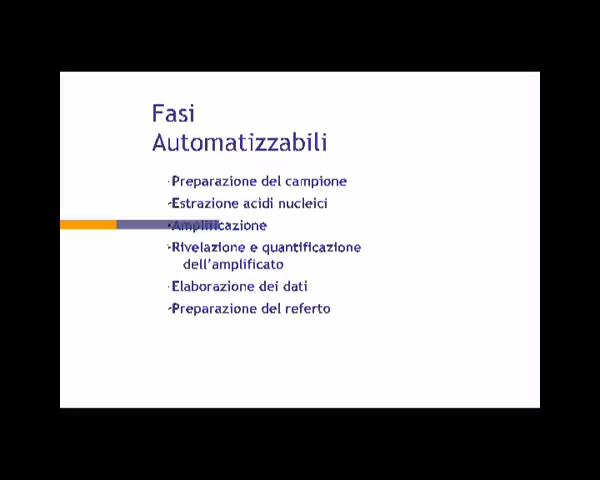 Fasi
Automatizzabili
·Preparazione del campione
·Estrazione acidi nucleici
·Amplificazione
·Rivelazione e quantificazione
dell'amplificato
·Elaborazione dei dati
·Preparazione del referto